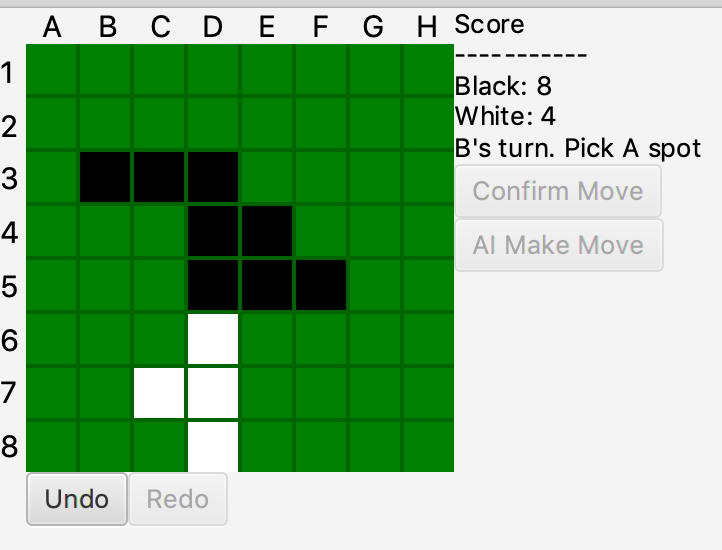 A B C D E F G H
Score
-----------
1
Black: 8
White: 4
2
B's turn. Pick A spot
3
Confirm Move
4
AI Make Move
5
6
7
8
Undo Redo